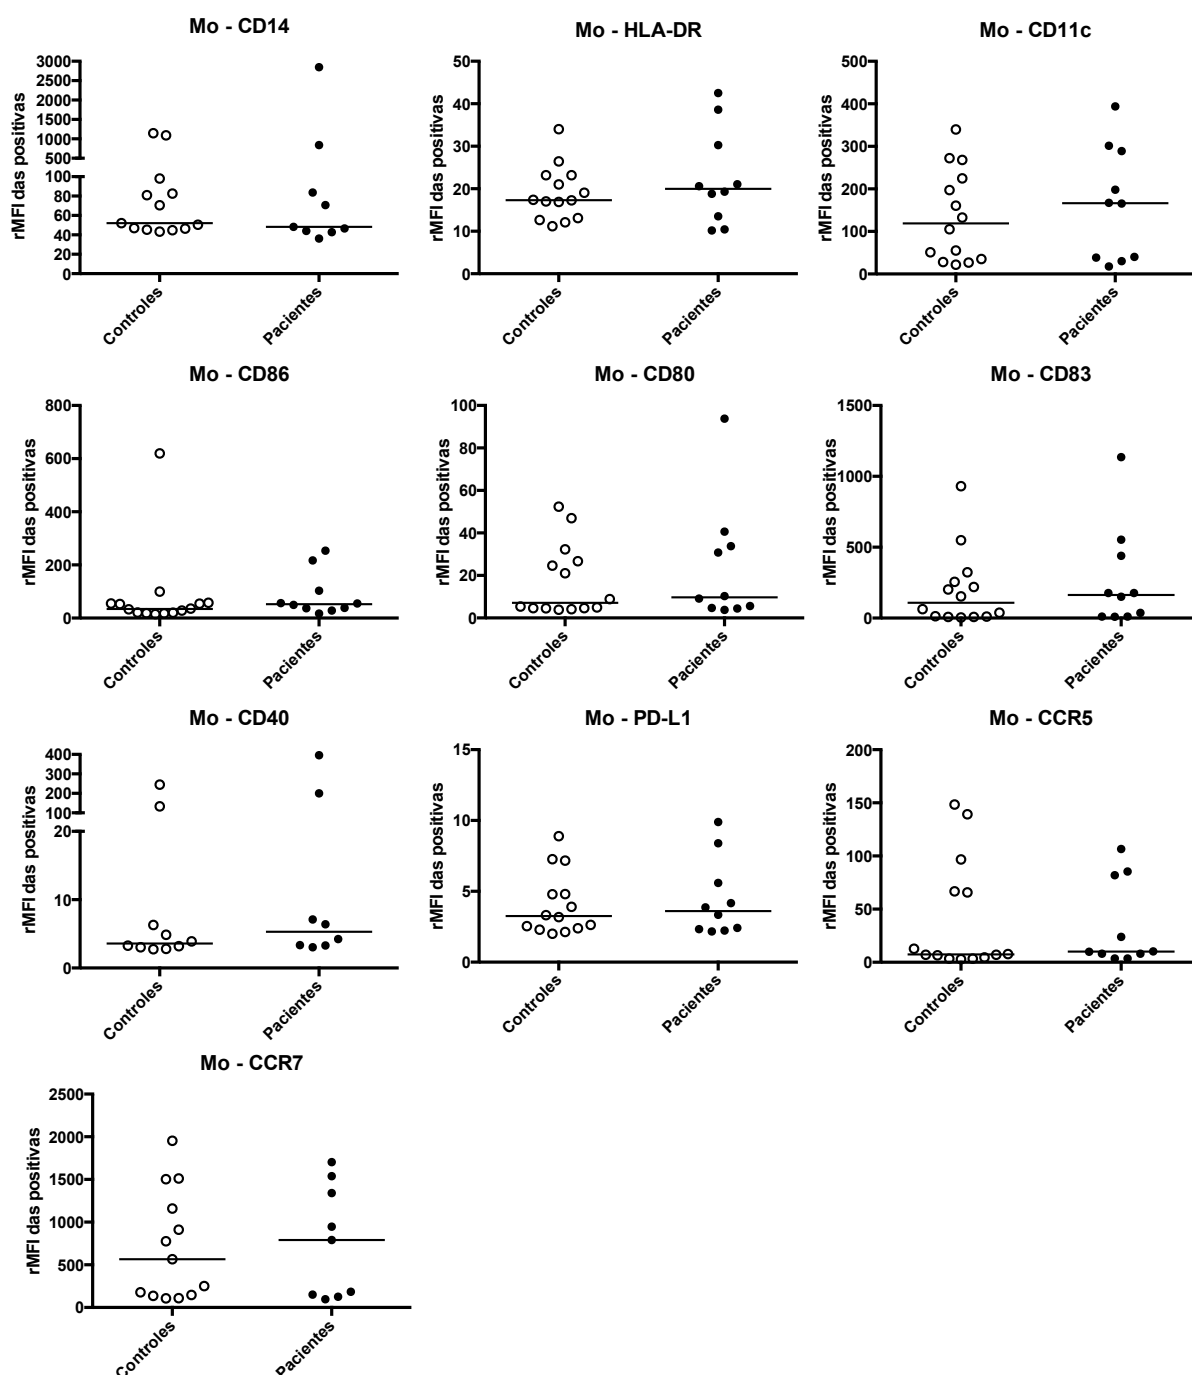 Mo - CD14
rMFI das positivas
3000
2500
2000
1500
1000
500
100
80
60
40
20
0
Controles
Pacientes
Mo - HLA-DR
rMFI das positivas
50
40
30
20
10
0
Controles
Pacientes
Mo - CD11c
rMFI das positivas
500
400
300
200
100
0
Controles
Pacientes
Mo - CD86
rMFI das positivas
800
600
400
200
0
Controles
Pacientes
Mo - CD80
rMFI das positivas
100
80
60
40
20
0
Controles
Pacientes
Mo - CD83
rMFI das positivas
1500
1000
500
0
Controles
Pacientes
Mo - CD40
rMFI das positivas
400
300
200
100
20
10
0
Controles
Pacientes
Mo - PD-L1
rMFI das positivas
15
10
5
0
Controles
Pacientes
Mo - CCR5
rMFI das positivas
200
150
100
50
0
Controles
Pacientes
Mo - CCR7
rMFI das positivas
2500
2000
1500
1000
500
0
Controles
Pacientes